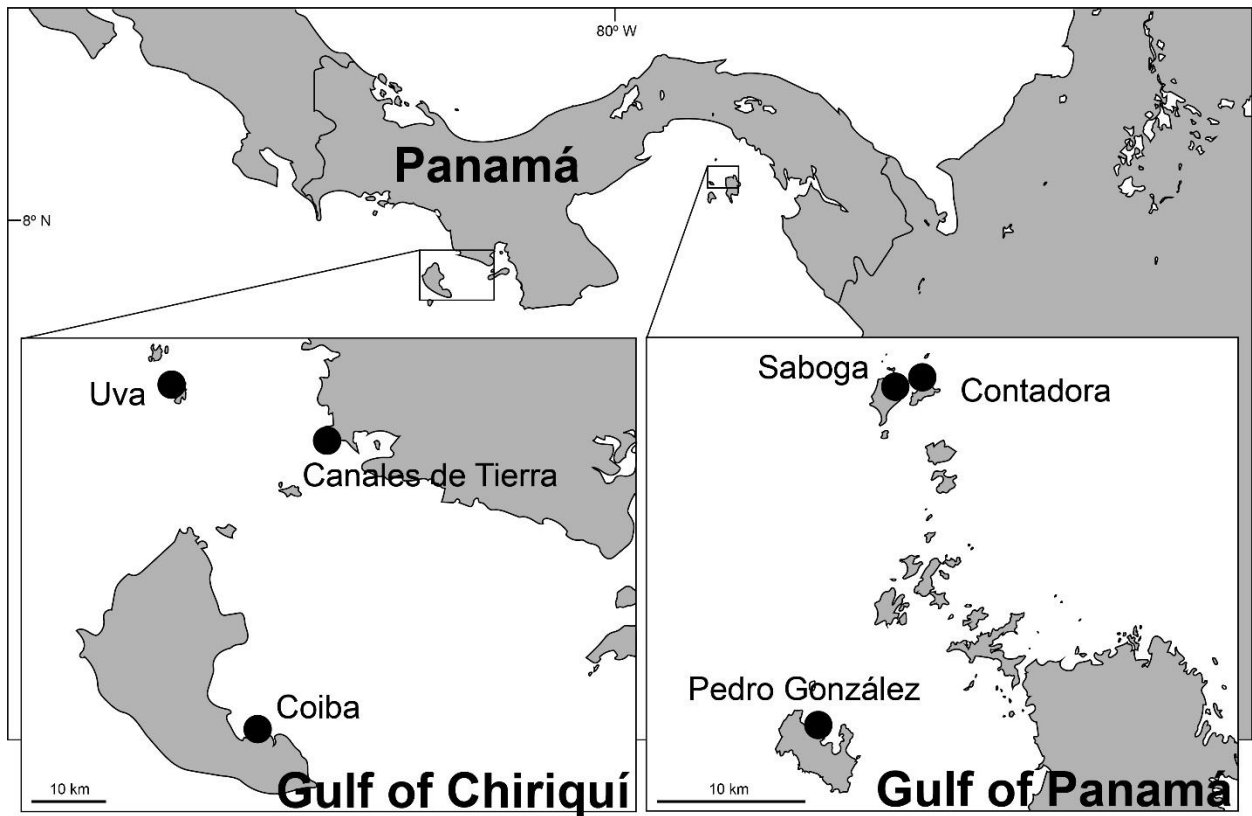 80º W
Panamá
8º N
Uva
Canales de Tierra
Coiba
10 km
Gulf of Chiriquí
Saboga
Contadora
Pedro González
10 km
Gulf of Panamá